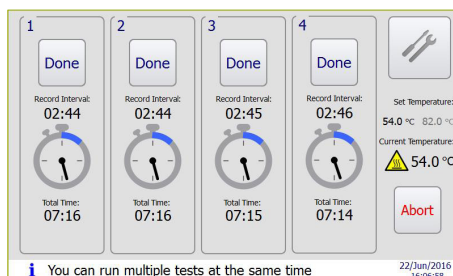 1
Done
Record Interval:
02:44
Total Time:
07:16
2
Done
Record Interval:
02:44
Total Time:
07:16
3
Done
Record Interval:
02:45
Total Time:
07:15
4
Done
Record Interval:
02:46
Total Time:
07:14
Set Temperature:
54.0 °C 82.0 °C
Current Temperature:
54.0 °C
Abort
i You can run multiple tests at the same time
22/Jun/2016
16:06:58